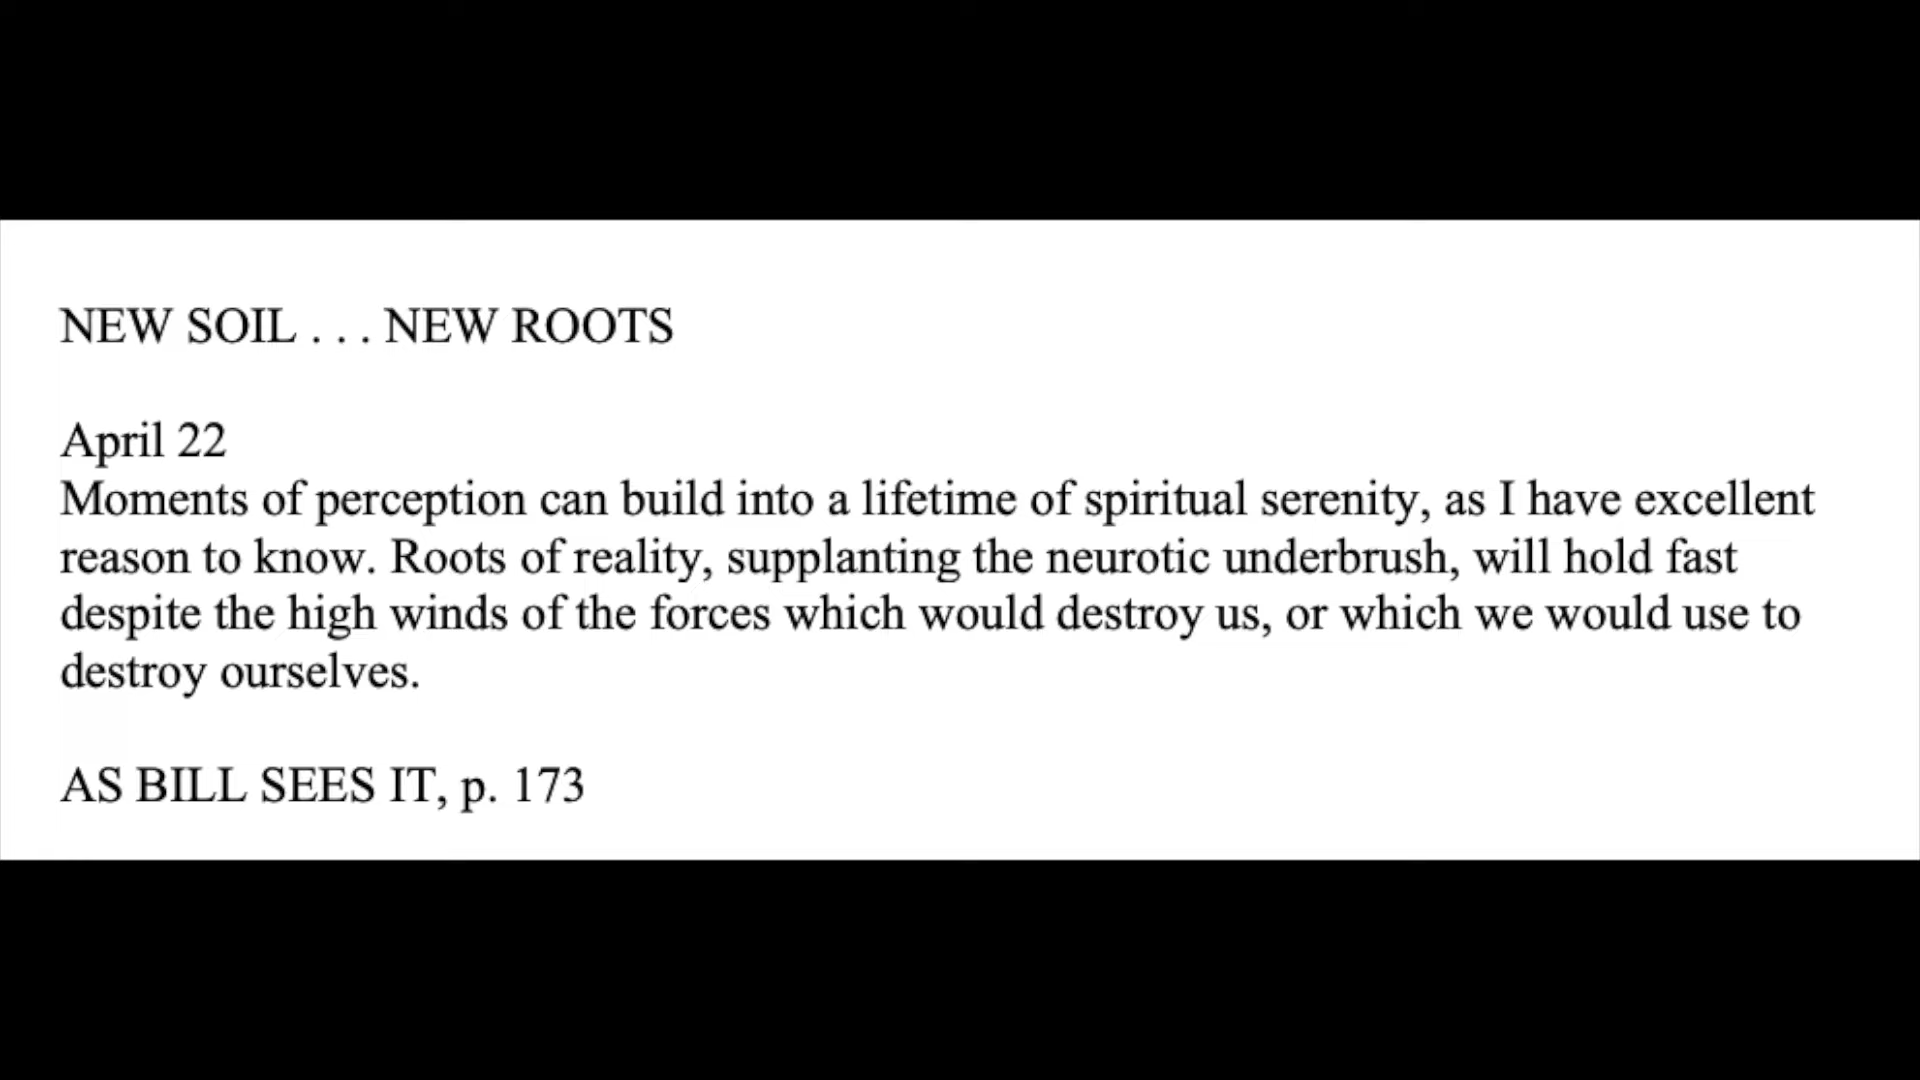 NEW SOIL . . . NEW ROOTS
April 22
Moments of perception can build into a lifetime of spiritual serenity, as I have excellent
reason to know. Roots of reality, supplanting the neurotic underbrush, will hold fast
despite the high winds of the forces which would destroy us, or which we would use to
destroy ourselves.
AS BILL SEES IT, p. 173